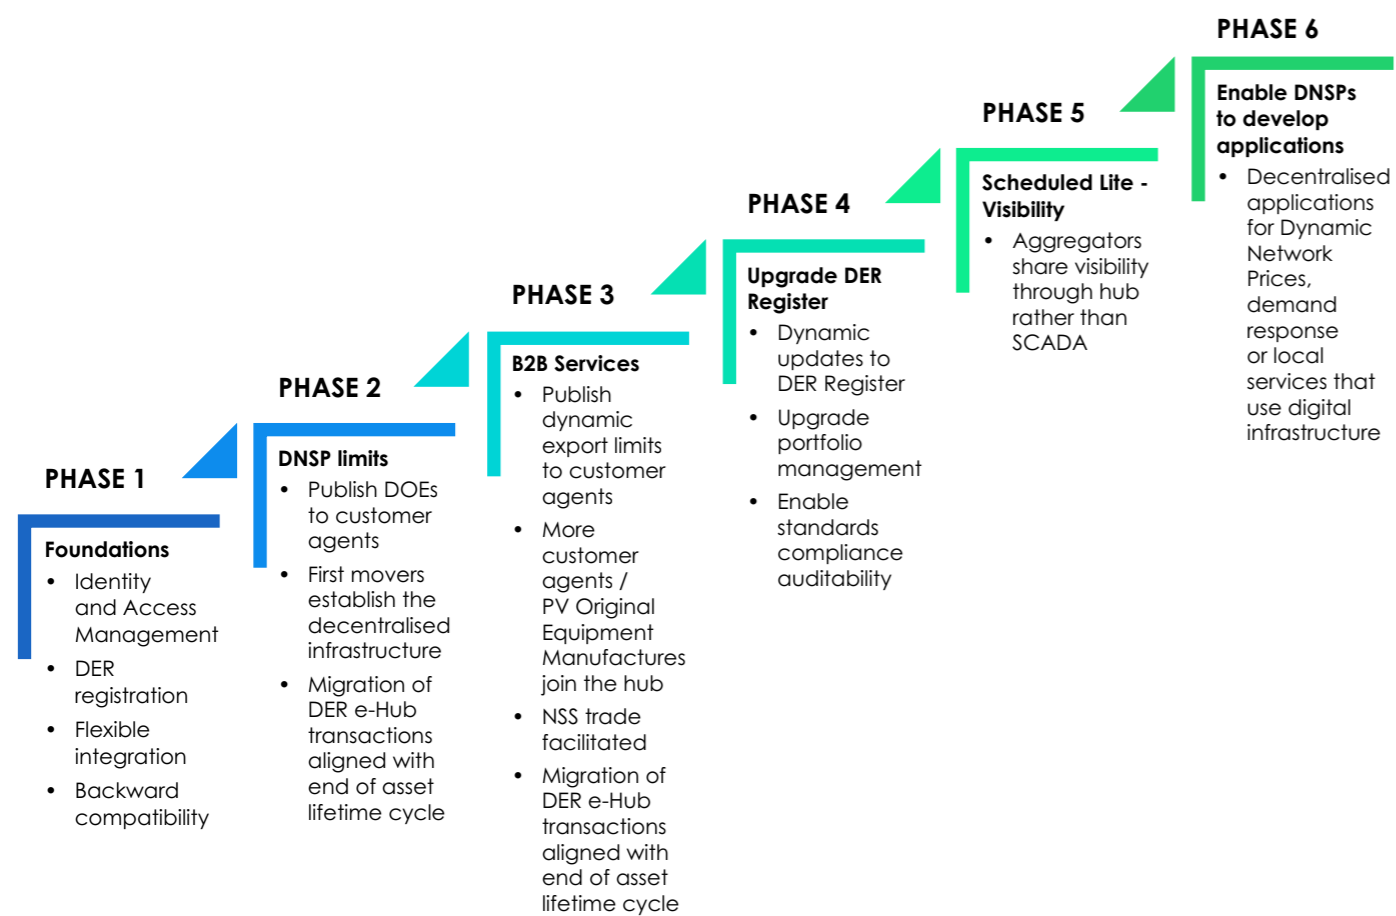 PHASE 1
Foundations
• Identity
and Access
Management
• DER
registration
• Flexible
integration
• Backward
compatibility
PHASE 2
DNSP limits
• Publish DOEs
to customer
agents
• First movers
establish the
decentralised
infrastructure
• Migration of
DER e-Hub
transactions
aligned with
end of asset
lifetime cycle
PHASE 3
B2B Services
• Publish
dynamic
export limits
to customer
agents
• More
customer
agents /
PV Original
Equipment
Manufactures
join the hub
• NSS trade
facilitated
• Migration of
DER e-Hub
transactions
aligned with
end of asset
lifetime cycle
PHASE 4
Upgrade DER
Register
• Dynamic
updates to
DER Register
• Upgrade
portfolio
management
• Enable
standards
compliance
auditability
PHASE 5
Scheduled Lite -
Visibility
• Aggregators
share visibility
through hub
rather than
SCADA
PHASE 6
Enable DNSPs
to develop
applications
• Decentralised
applications
for Dynamic
Network
Prices,
demand
response
or local
services that
use digital
infrastructure